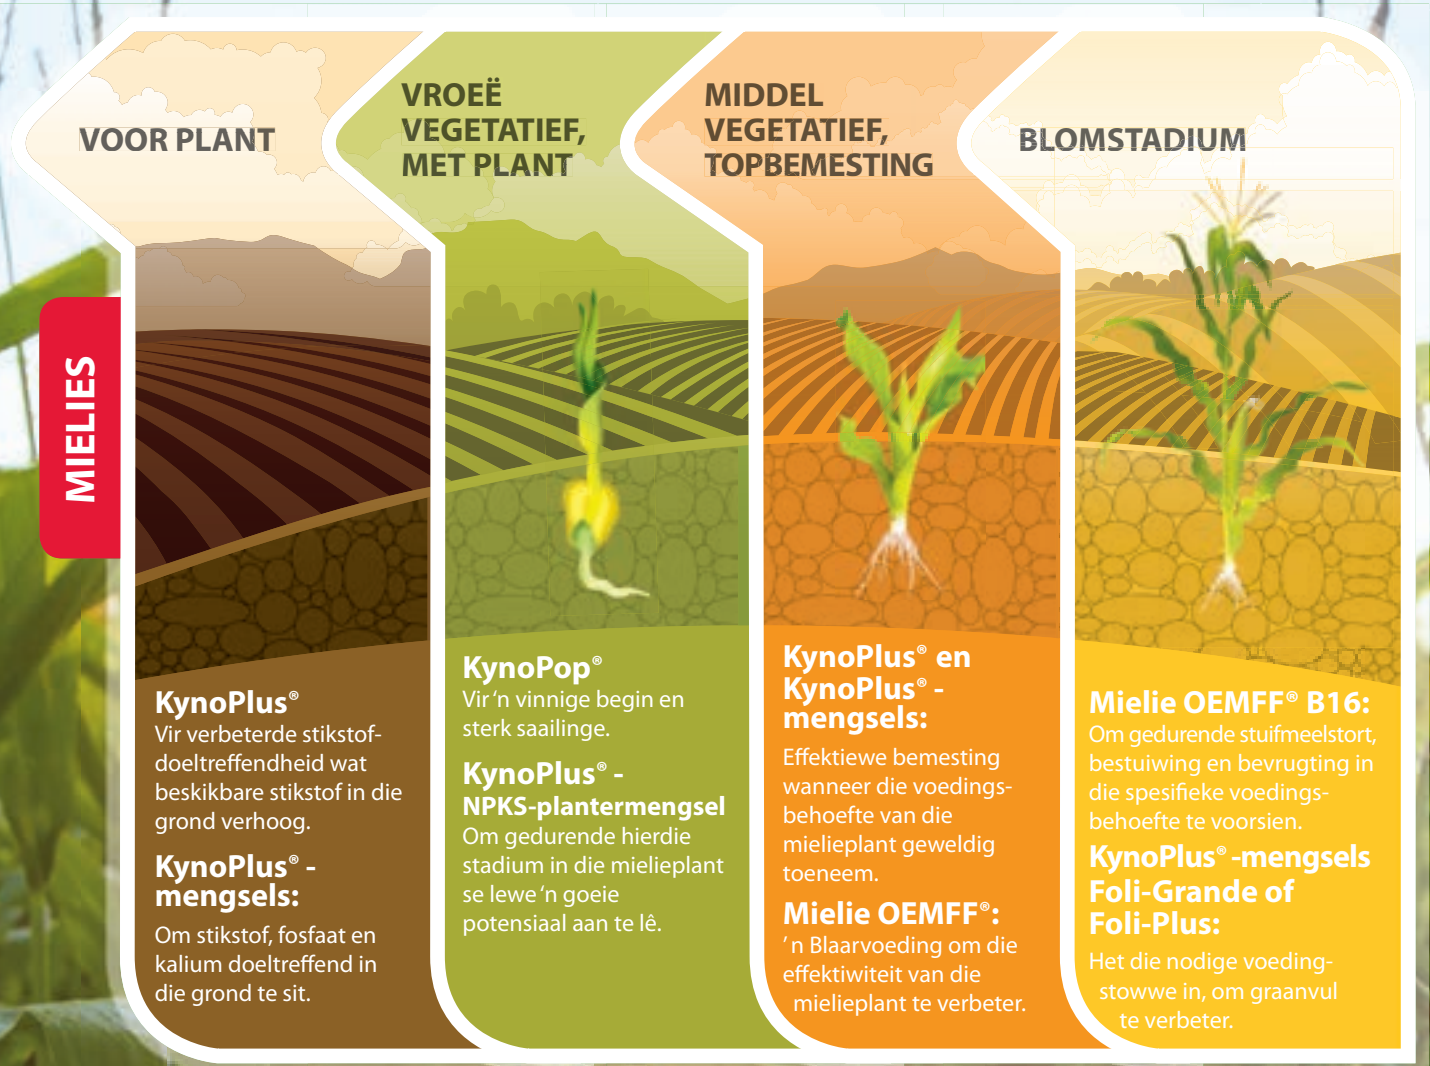 MIELIES
VOOR PLANT
KynoPlus®
Vir verbeterde stikstof-
doeltreffendheid wat
beskikbare stikstof in die
grond verhoog.
KynoPlus® -
mengsels:
Om stikstof, fosfaat en
kalium doeltreffend in
die grond te sit.
VROEË
VEGETATIEF,
MET PLANT
KynoPop®
Vir ‘n vinnige begin en
sterk saailinge.
KynoPlus® -
NPKS-plantermengsel
Om gedurende hierdie
stadium in die mielieplant
se lewe ‘n goeie
potensiaal aan te lê.
MIDDEL
VEGETATIEF,
TOPBEMESTING
KynoPlus® en
KynoPlus® -
mengsels:
Effektiewe bemesting
wanneer die voedings-
behoefte van die
mielieplant geweldig
toeneem.
Mielie OEMFF®:
’n Blaarvoeding om die
effektiwiteit van die
mielieplant te verbeter.
BLOMSTADIUM
Mielie OEMFF® B16:
Om gedurende stuifmeelstort,
bestuiwing en bevrugting in
die spesifieke voedings-
behoefte te voorsien.
KynoPlus® -mengsels
Foli-Grande of
Foli-Plus:
Het die nodige voeding-
stowwe in, om graanvul
te verbeter.